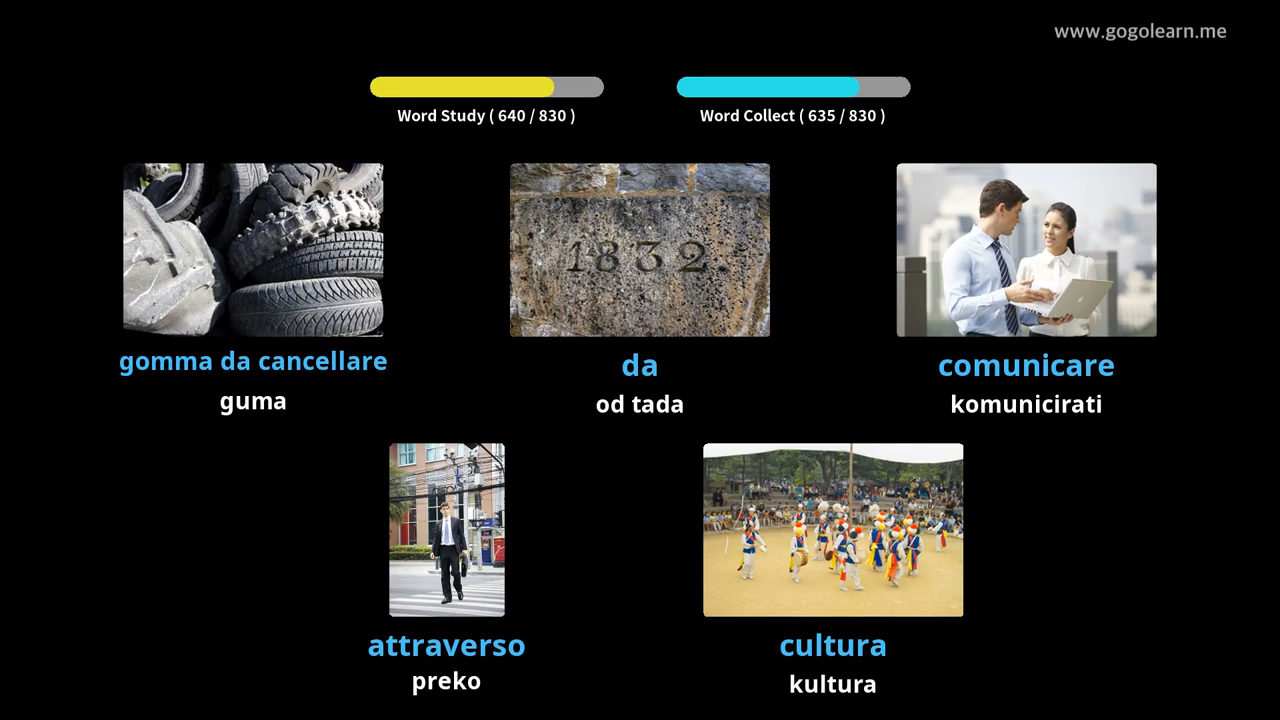 www.gogolearn.me
Word Study ( 640 / 830 )
Word Collect ( 635 / 830 )
1832.
gomma da cancellare
guma
da
od tada
comunicare
komunicirati
attraverso
preko
cultura
kultura